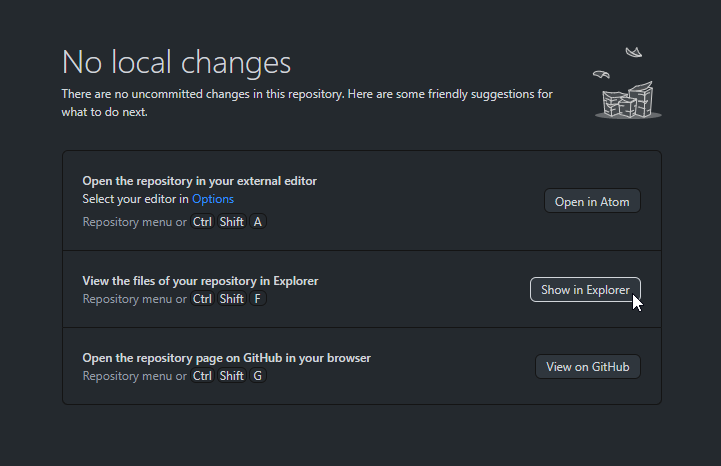 No local changes
There are no uncommitted changes in this repository. Here are some friendly suggestions for
what to do next.
Open the repository in your external editor
Select your editor in Options
Open in Atom
Repository menu or Ctrl Shift A
View the files of your repository in Explorer
Show in Explorer
Repository menu or Ctrl Shift F
Open the repository page on GitHub in your browser
View on GitHub
Repository menu or Ctrl Shift G